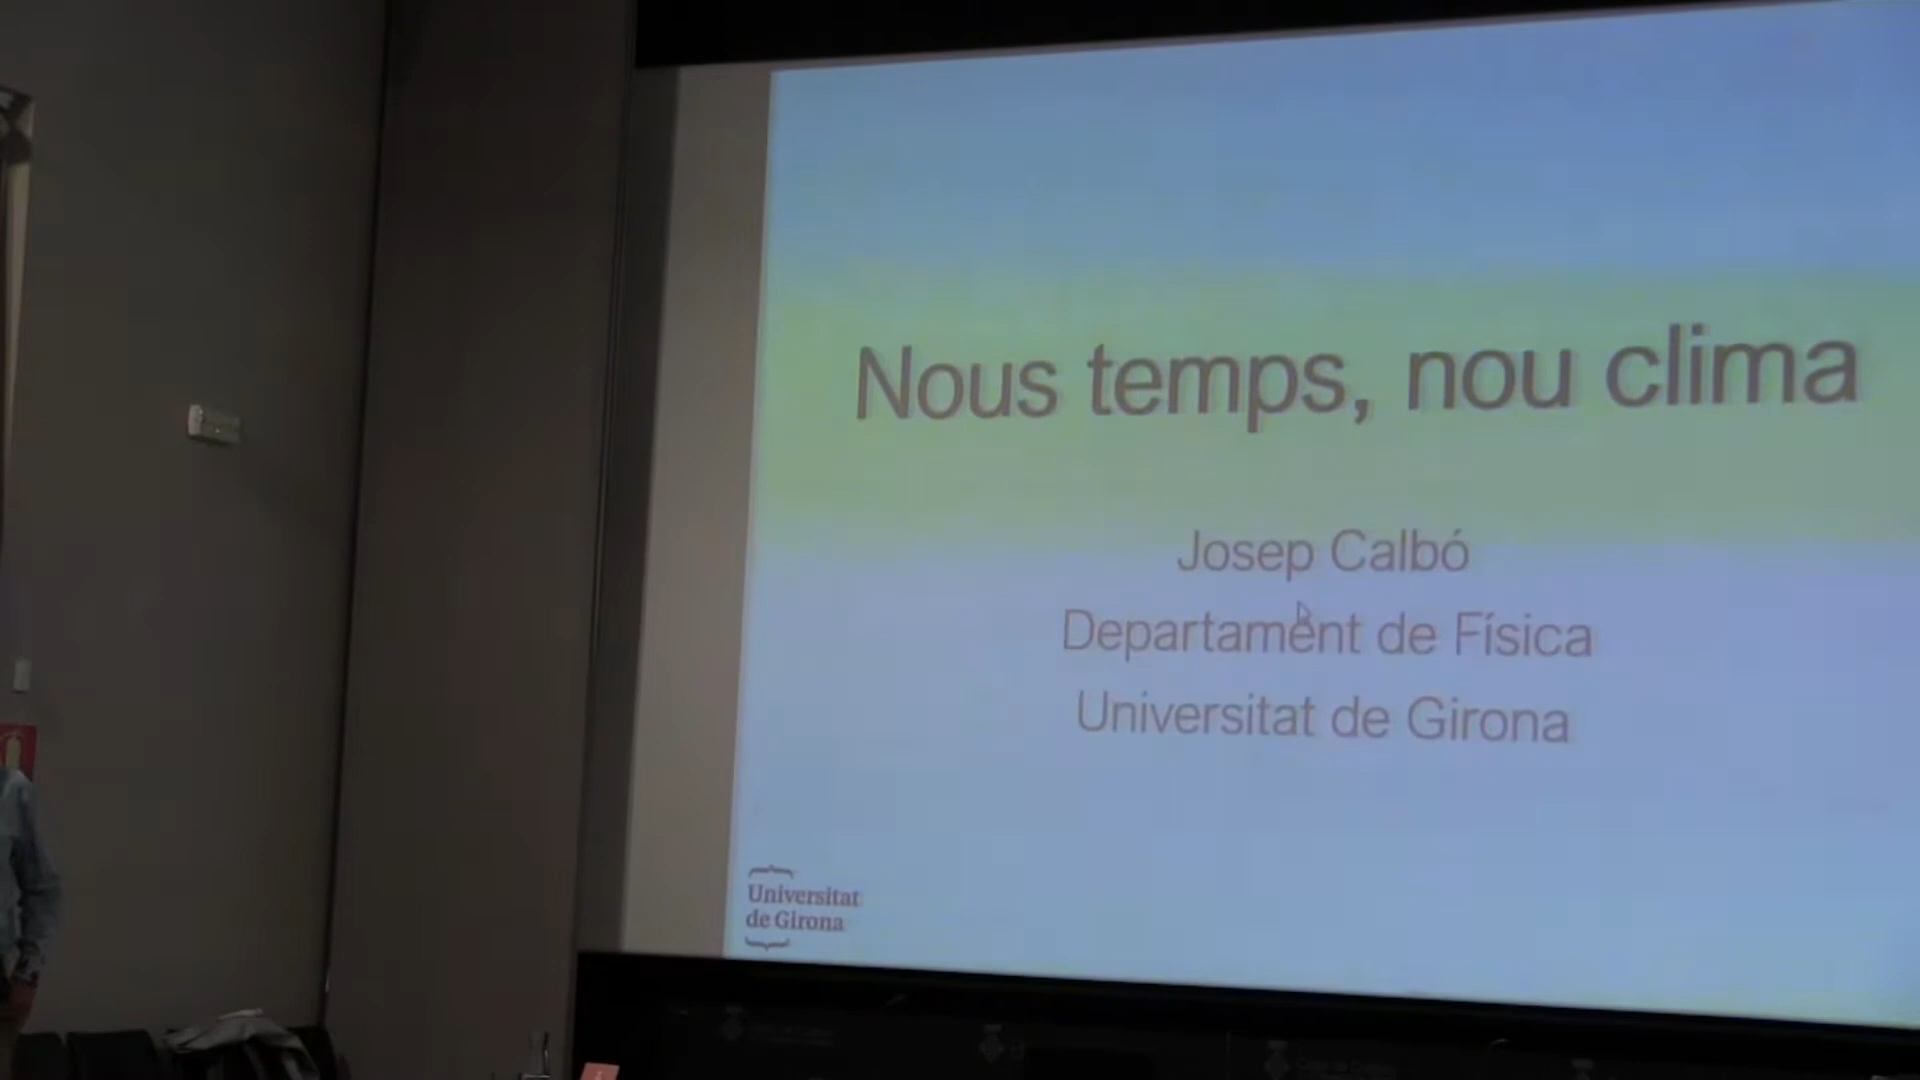 Nous temps, nou clima
Josep Calbó
Departament de Física
Universitat de Girona
Universitat
de Girona